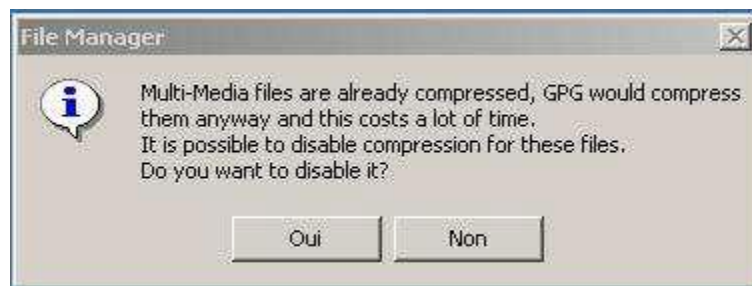 File Manager
Multi-Media files are already compressed, GPG would compress
them anyway and this costs a lot of time.
It is possible to disable compression for these files.
Do you want to disable it?
Oui
Non